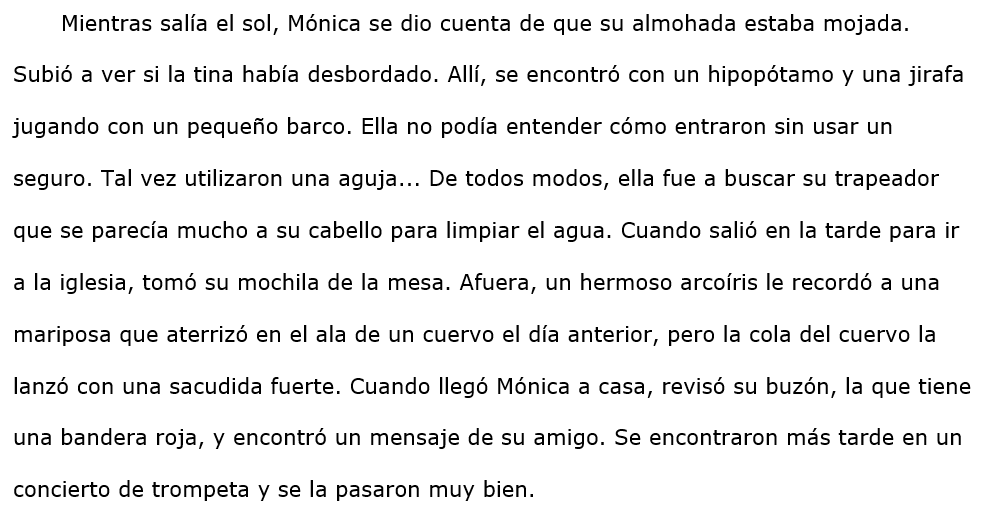 Mientras salía el sol, Mónica se dio cuenta de que su almohada estaba mojada.
Subió a ver si la tina había desbordado. Allí, se encontró con un hipopótamo y una jirafa
jugando con un pequeño barco. Ella no podía entender cómo entraron sin usar un
seguro. Tal vez utilizaron una aguja... De todos modos, ella fue a buscar su trapeador
que se parecía mucho a su cabello para limpiar el agua. Cuando salió en la tarde para ir
a la iglesia, tomó su mochila de la mesa. Afuera, un hermoso arcoíris le recordó a una
mariposa que aterrizó en el ala de un cuervo el día anterior, pero la cola del cuervo la
lanzó con una sacudida fuerte. Cuando llegó Mónica a casa, revisó su buzón, la que tiene
una bandera roja, y encontró un mensaje de su amigo. Se encontraron más tarde en un
concierto de trompeta y se la pasaron muy bien.